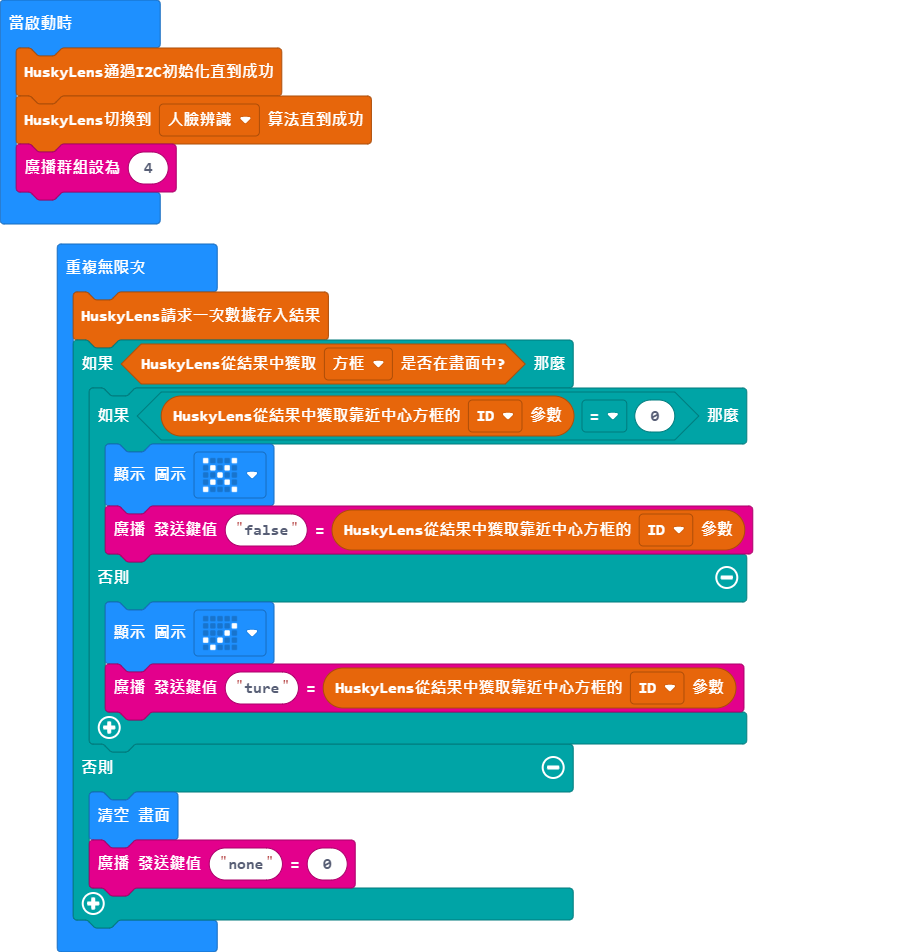 當啟動時
HuskyLens通過I2C初始化直到成功
HuskyLens切換到 人臉辨識 算法直到成功
廣播群組設為 4
重複無限次
HuskyLens請求一次數據存入結果
如果 HuskyLens從結果中獲取 方框 是否在畫面中? 那麼
如果 HuskyLens從結果中獲取靠近中心方框的 ID 參數 = 0 那麼
顯示 圖示
廣播 發送鍵值 "false" = HuskyLens從結果中獲取靠近中心方框的 ID 參數
否則
顯示 圖示
廣播 發送鍵值 "ture" = HuskyLens從結果中獲取靠近中心方框的 ID 參數
否則
清空 畫面
廣播 發送鍵值 "none" = 0